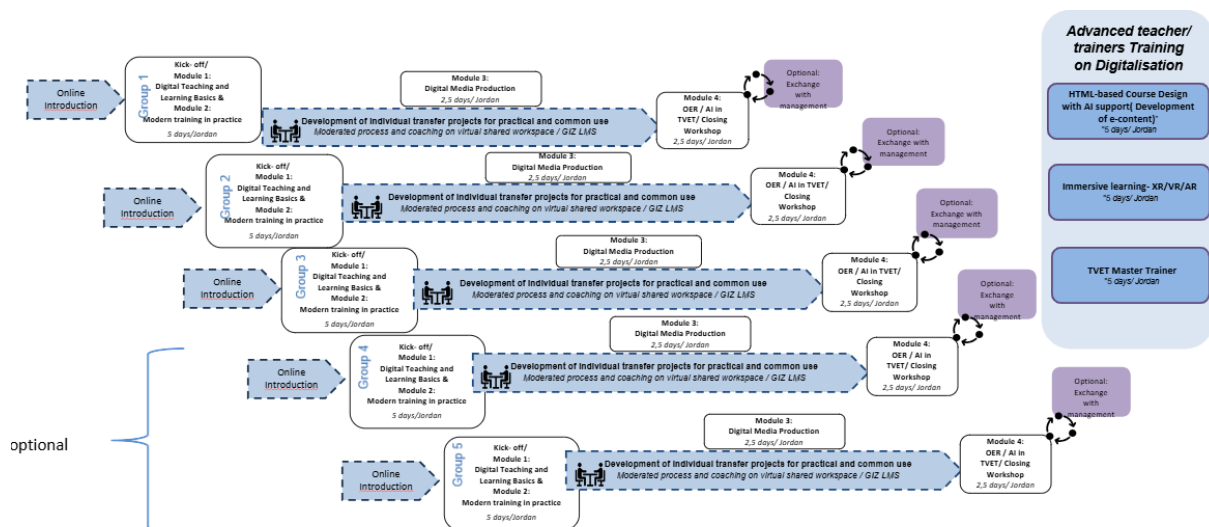 Online
Introduction
Group 1
Kick- off/
Module 1:
Digital Teaching and
Learning Basics &
Module 2:
Modern training in practice
5 days/Jordan
Module 3:
Digital Media Production
2,5 days/ Jordan
Development of individual transfer projects for practical and common use
Moderated process and coaching on virtual shared workspace / GIZ LMS
Module 4:
OER / AI in
TVET/ Closing
Workshop
2,5 days/ Jordan
Optional:
Exchange
with
management
Online
Introduction
Group 2
Kick- off/
Module 1:
Digital Teaching and
Learning Basics &
Module 2:
Modern training in practice
5 days/Jordan
Module 3:
Digital Media Production
2,5 days/ Jordan
Development of individual transfer projects for practical and common use
Moderated process and coaching on virtual shared workspace / GIZ LMS
Module 4:
OER / AI in TVET/
Closing
Workshop
2,5 days/ Jordan
Optional:
Exchange
with
management
Online
Introduction
Group 3
Kick- off/
Module 1:
Digital Teaching and
Learning Basics &
Module 2:
Modern training in practice
5 days/Jordan
Module 3:
Digital Media Production
2,5 days/ Jordan
Development of individual transfer projects for practical and common use
Moderated process and coaching on virtual shared workspace / GIZ LMS
Module 4:
OER / AI in TVET/
Closing
Workshop
2,5 days/ Jordan
Optional:
Exchange
with
management
optional
Online
Introduction
Group 4
Kick- off/
Module 1:
Digital Teaching and
Learning Basics &
Module 2:
Modern training in practice
5 days/Jordan
Module 3:
Digital Media Production
2,5 days/ Jordan
Development of individual transfer projects for practical and common use
Moderated process and coaching on virtual shared workspace / GIZ LMS
Module 4:
OER / AI in
TVET/ Closing
Workshop
2,5 days/ Jordan
Optional:
Exchange
with
management
Online
Introduction
Group 5
Kick- off/
Module 1:
Digital Teaching and
Learning Basics &
Module 2:
Modern training in practice
5 days/Jordan
Module 3:
Digital Media Production
2,5 days/ Jordan
Development of individual transfer projects for practical and common use
Moderated process and coaching on virtual shared workspace / GIZ LMS
Module 4:
OER / AI in
TVET/ Closing
Workshop
2,5 days/ Jordan
Optional:
Exchange
with
management
Advanced teacher/
trainers Training
on Digitalisation
HTML-based Course Design
with AI support( Development
of e-content)"
"5 days/ Jordan
Immersive learning- XR/VR/AR
"5 days/ Jordan
TVET Master Trainer
"5 days/ Jordan